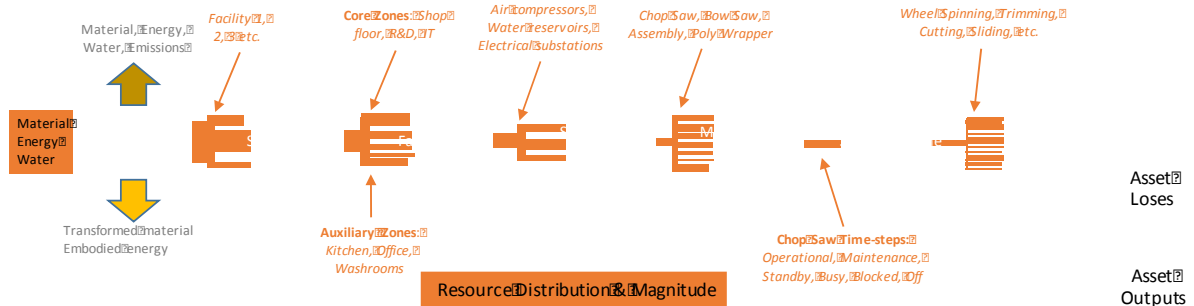 Material, Energy,
Water, Emissions
Material
Energy
Water
Transformed material
Embodied energy
Facility 1,
2, 3 etc.
Core Zones: Shop
floor, R&D, IT
Auxiliary Zones:
Kitchen, Office,
Washrooms
Air compressors,
Water reservoirs,
Electrical substations
Chop Saw, Bow Saw,
Assembly, Poly Wrapper
Chop Saw Time-steps:
Operational, Maintenance,
Standby, Busy, Blocked, Off
Wheel Spinning, Trimming,
Cutting, Sliding, etc.
Asset
Loses
Asset
Outputs
Resource Distribution & Magnitude